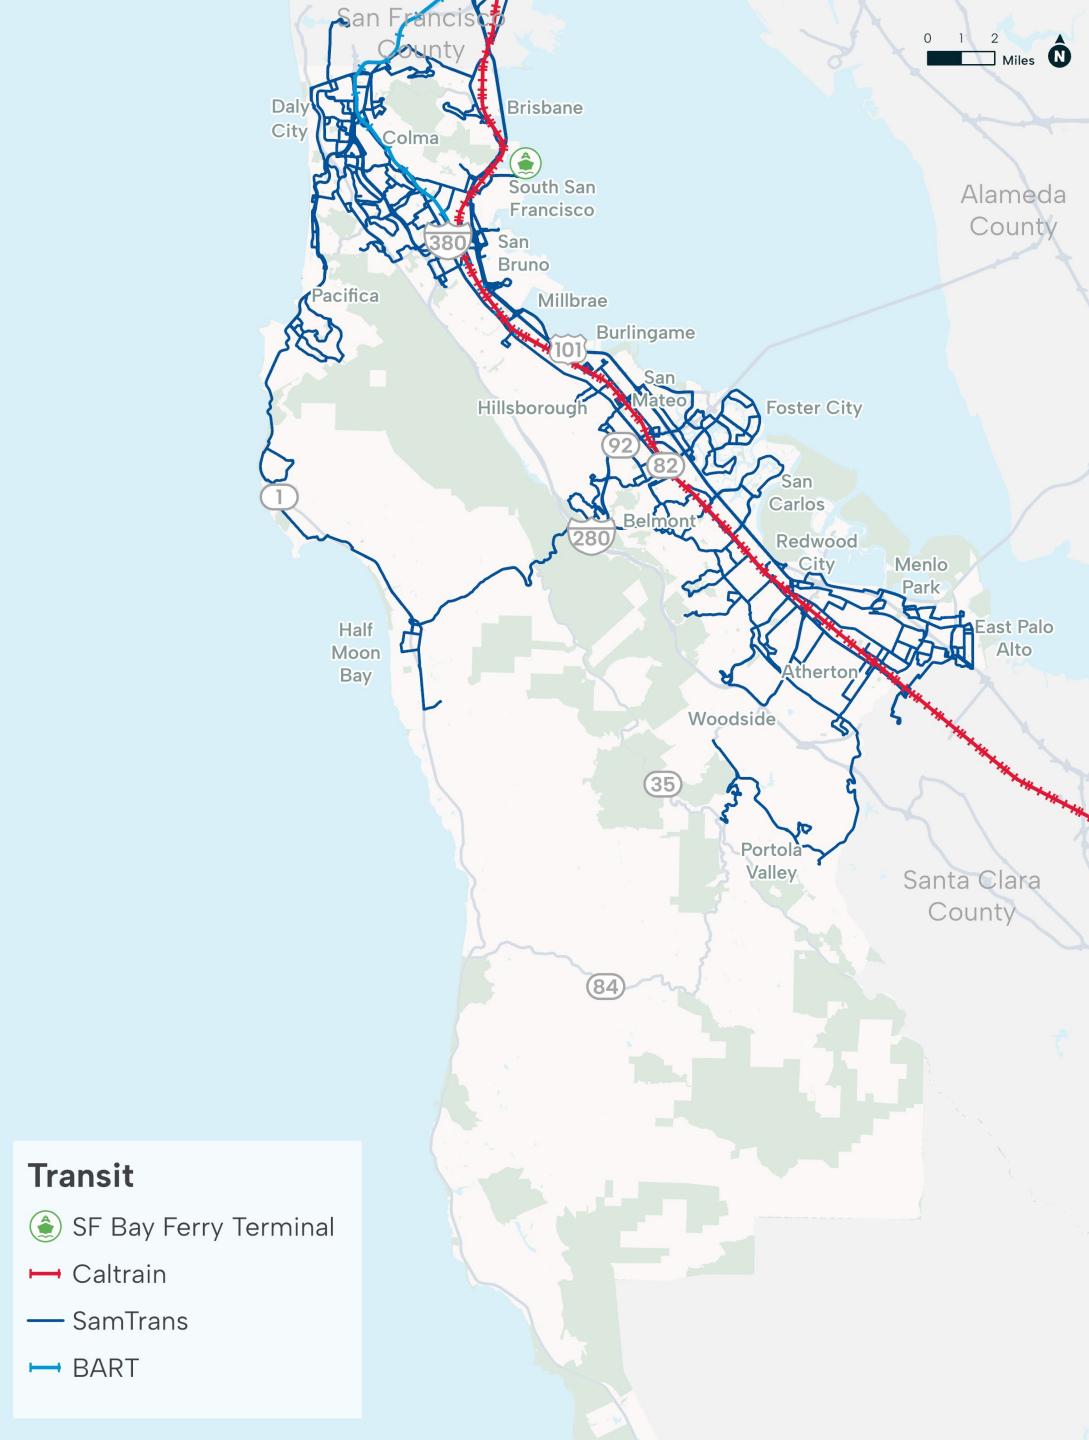 San Francisco
County
0 1 2
Miles
N
Daly
City
Brisbane
Colma
Alameda
County
South San
Francisco
380
San
Bruno
Pacifica
Millbrae
Burlingame
101
San
Mateo
Hillsborough
Foster City
92
82
San
Carlos
1
Belmont
280
Redwood
City
Menlo
Park
Half
Moon
Bay
East Palo
Alto
Atherton
Woodside
35
Portola
Valley
Santa Clara
County
84
Transit
SF Bay Ferry Terminal
Caltrain
SamTrans
BART